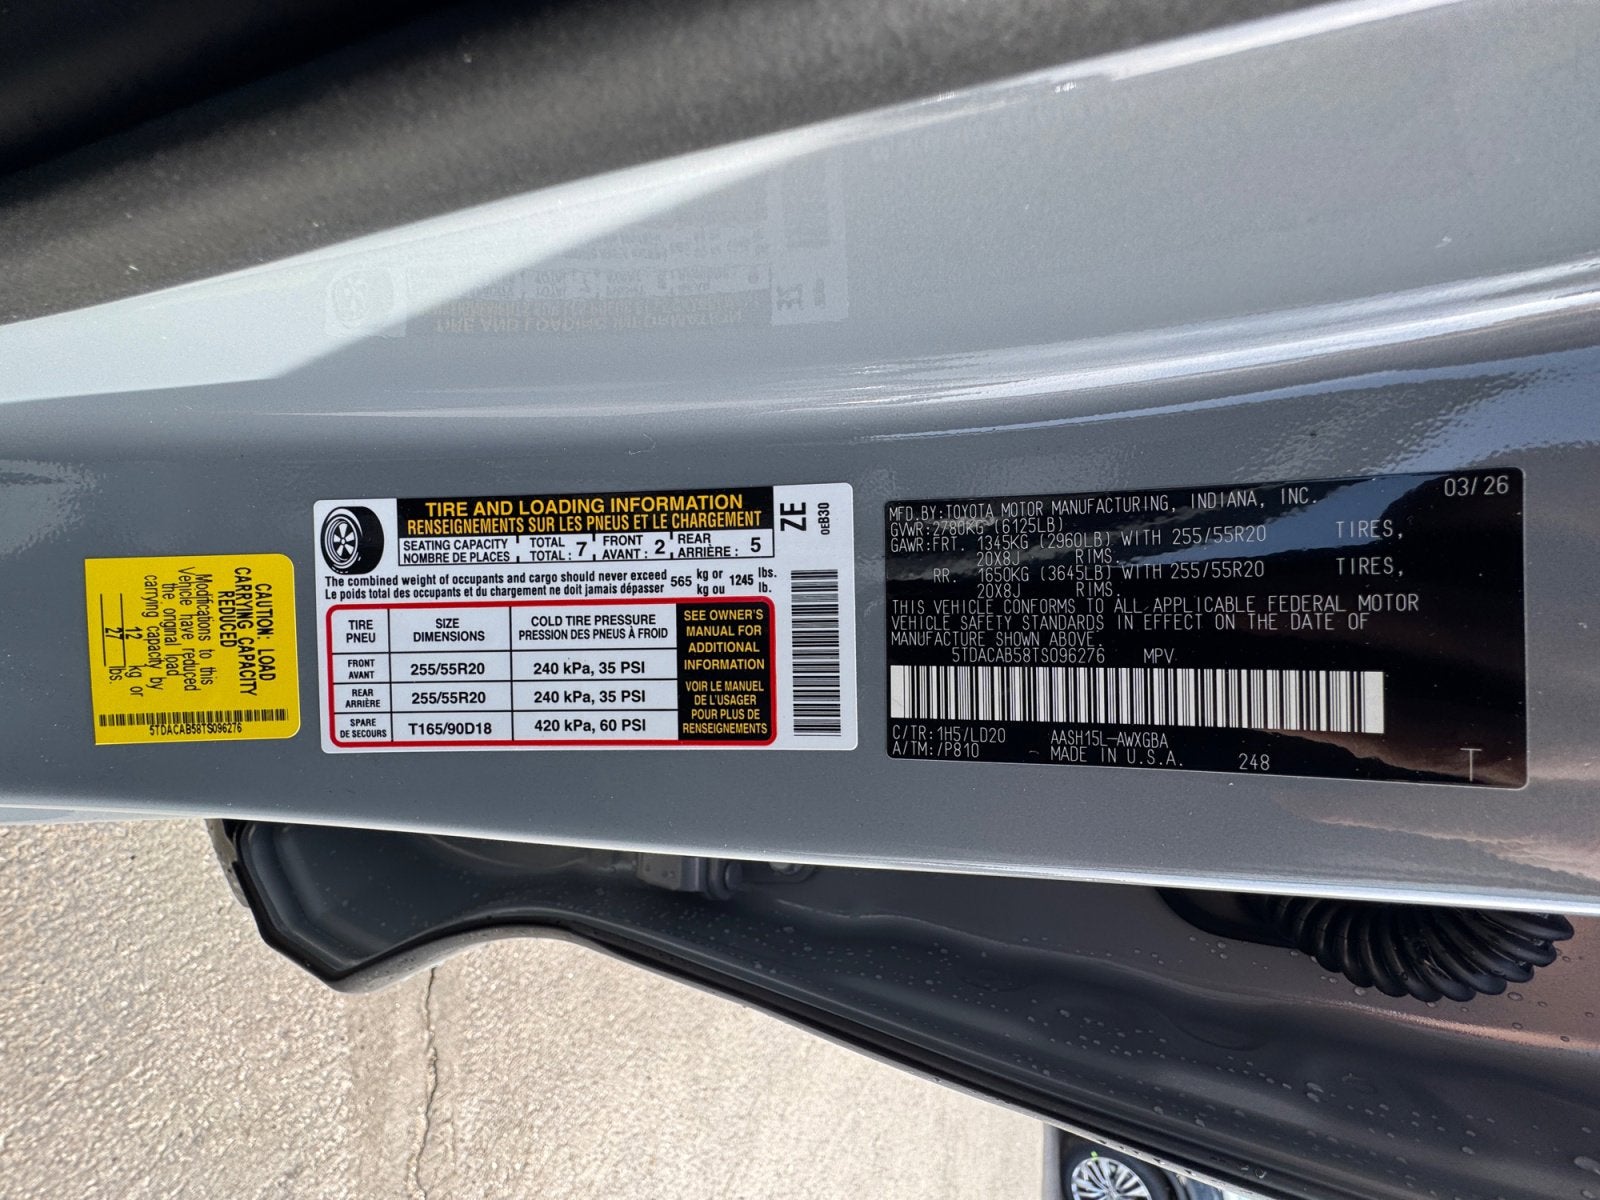 CAUTION: LOAD
CARRYING CAPACITY
REDUCED
Modifications to this
Vehicle have reduced
the original load
carrying capacity by
12 kg or
27 lbs.
5TDACAB58TS096276
TIRE AND LOADING INFORMATION
RENSEIGNEMENTS SUR LES PNEUS ET LE CHARGEMENT
SEATING CAPACITY TOTAL FRONT REAR
NOMBRE DE PLACES TOTAL : 7 AVANT : 2 ARRIÈRE : 5
The combined weight of occupants and cargo should never exceed 565 kg or 1245 lbs.
Le poids total des occupants et du chargement ne doit jamais dépasser kg ou lb.
TIRE SIZE COLD TIRE PRESSURE
PNEU DIMENSIONS PRESSION DES PNEUS À FROID
FRONT
AVANT 255/55R20 240 kPa, 35 PSI
REAR
ARRIÈRE 255/55R20 240 kPa, 35 PSI
SPARE
DE SECOURS T165/90D18 420 kPa, 60 PSI
SEE OWNER'S
MANUAL FOR
ADDITIONAL
INFORMATION
VOIR LE MANUEL
DE L'USAGER
POUR PLUS DE
RENSEIGNEMENTS
ZE
0EB30
MFD.BY:TOYOTA MOTOR MANUFACTURING, INDIANA, INC. 03/26
GVWR:2780KG (6125LB)
GAWR:FRT. 1345KG (2960LB) WITH 255/55R20 TIRES,
20X8J RIMS.
RR. 1650KG (3645LB) WITH 255/55R20 TIRES,
20X8J RIMS.
THIS VEHICLE CONFORMS TO ALL APPLICABLE FEDERAL MOTOR
VEHICLE SAFETY STANDARDS IN EFFECT ON THE DATE OF
MANUFACTURE SHOWN ABOVE.
5TDACAB58TS096276 MPV
C/TR:1H5/LD20 AASH15L-AWXGBA
A/TM:/P810 MADE IN U.S.A. 248 T